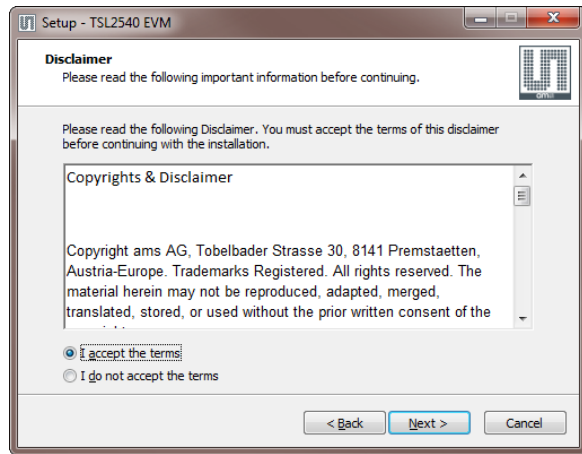 Setup - TSL2540 EVM
Disclaimer
Please read the following important information before continuing.
am
Please read the following Disclaimer. You must accept the terms of this disclaimer
before continuing with the installation.
Copyrights & Disclaimer
Copyright ams AG, Tobelbader Strasse 30, 8141 Premstaetten,
Austria-Europe. Trademarks Registered. All rights reserved. The
material herein may not be reproduced, adapted, merged,
translated, stored, or used without the prior written consent of the
I accept the terms
I do not accept the terms
< Back
Next >
Cancel